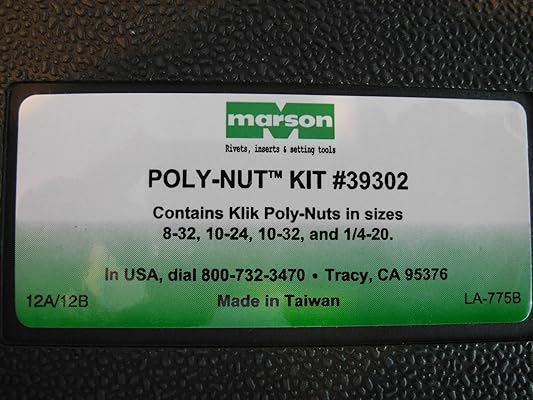 marson
Rivets, inserts & setting tools
POLY-NUT™ KIT #39302
Contains Klik Poly-Nuts in sizes
8-32, 10-24, 10-32, and 1/4-20.
In USA, dial 800-732-3470 • Tracy, CA 95376
12A/12B Made in Taiwan LA-775B